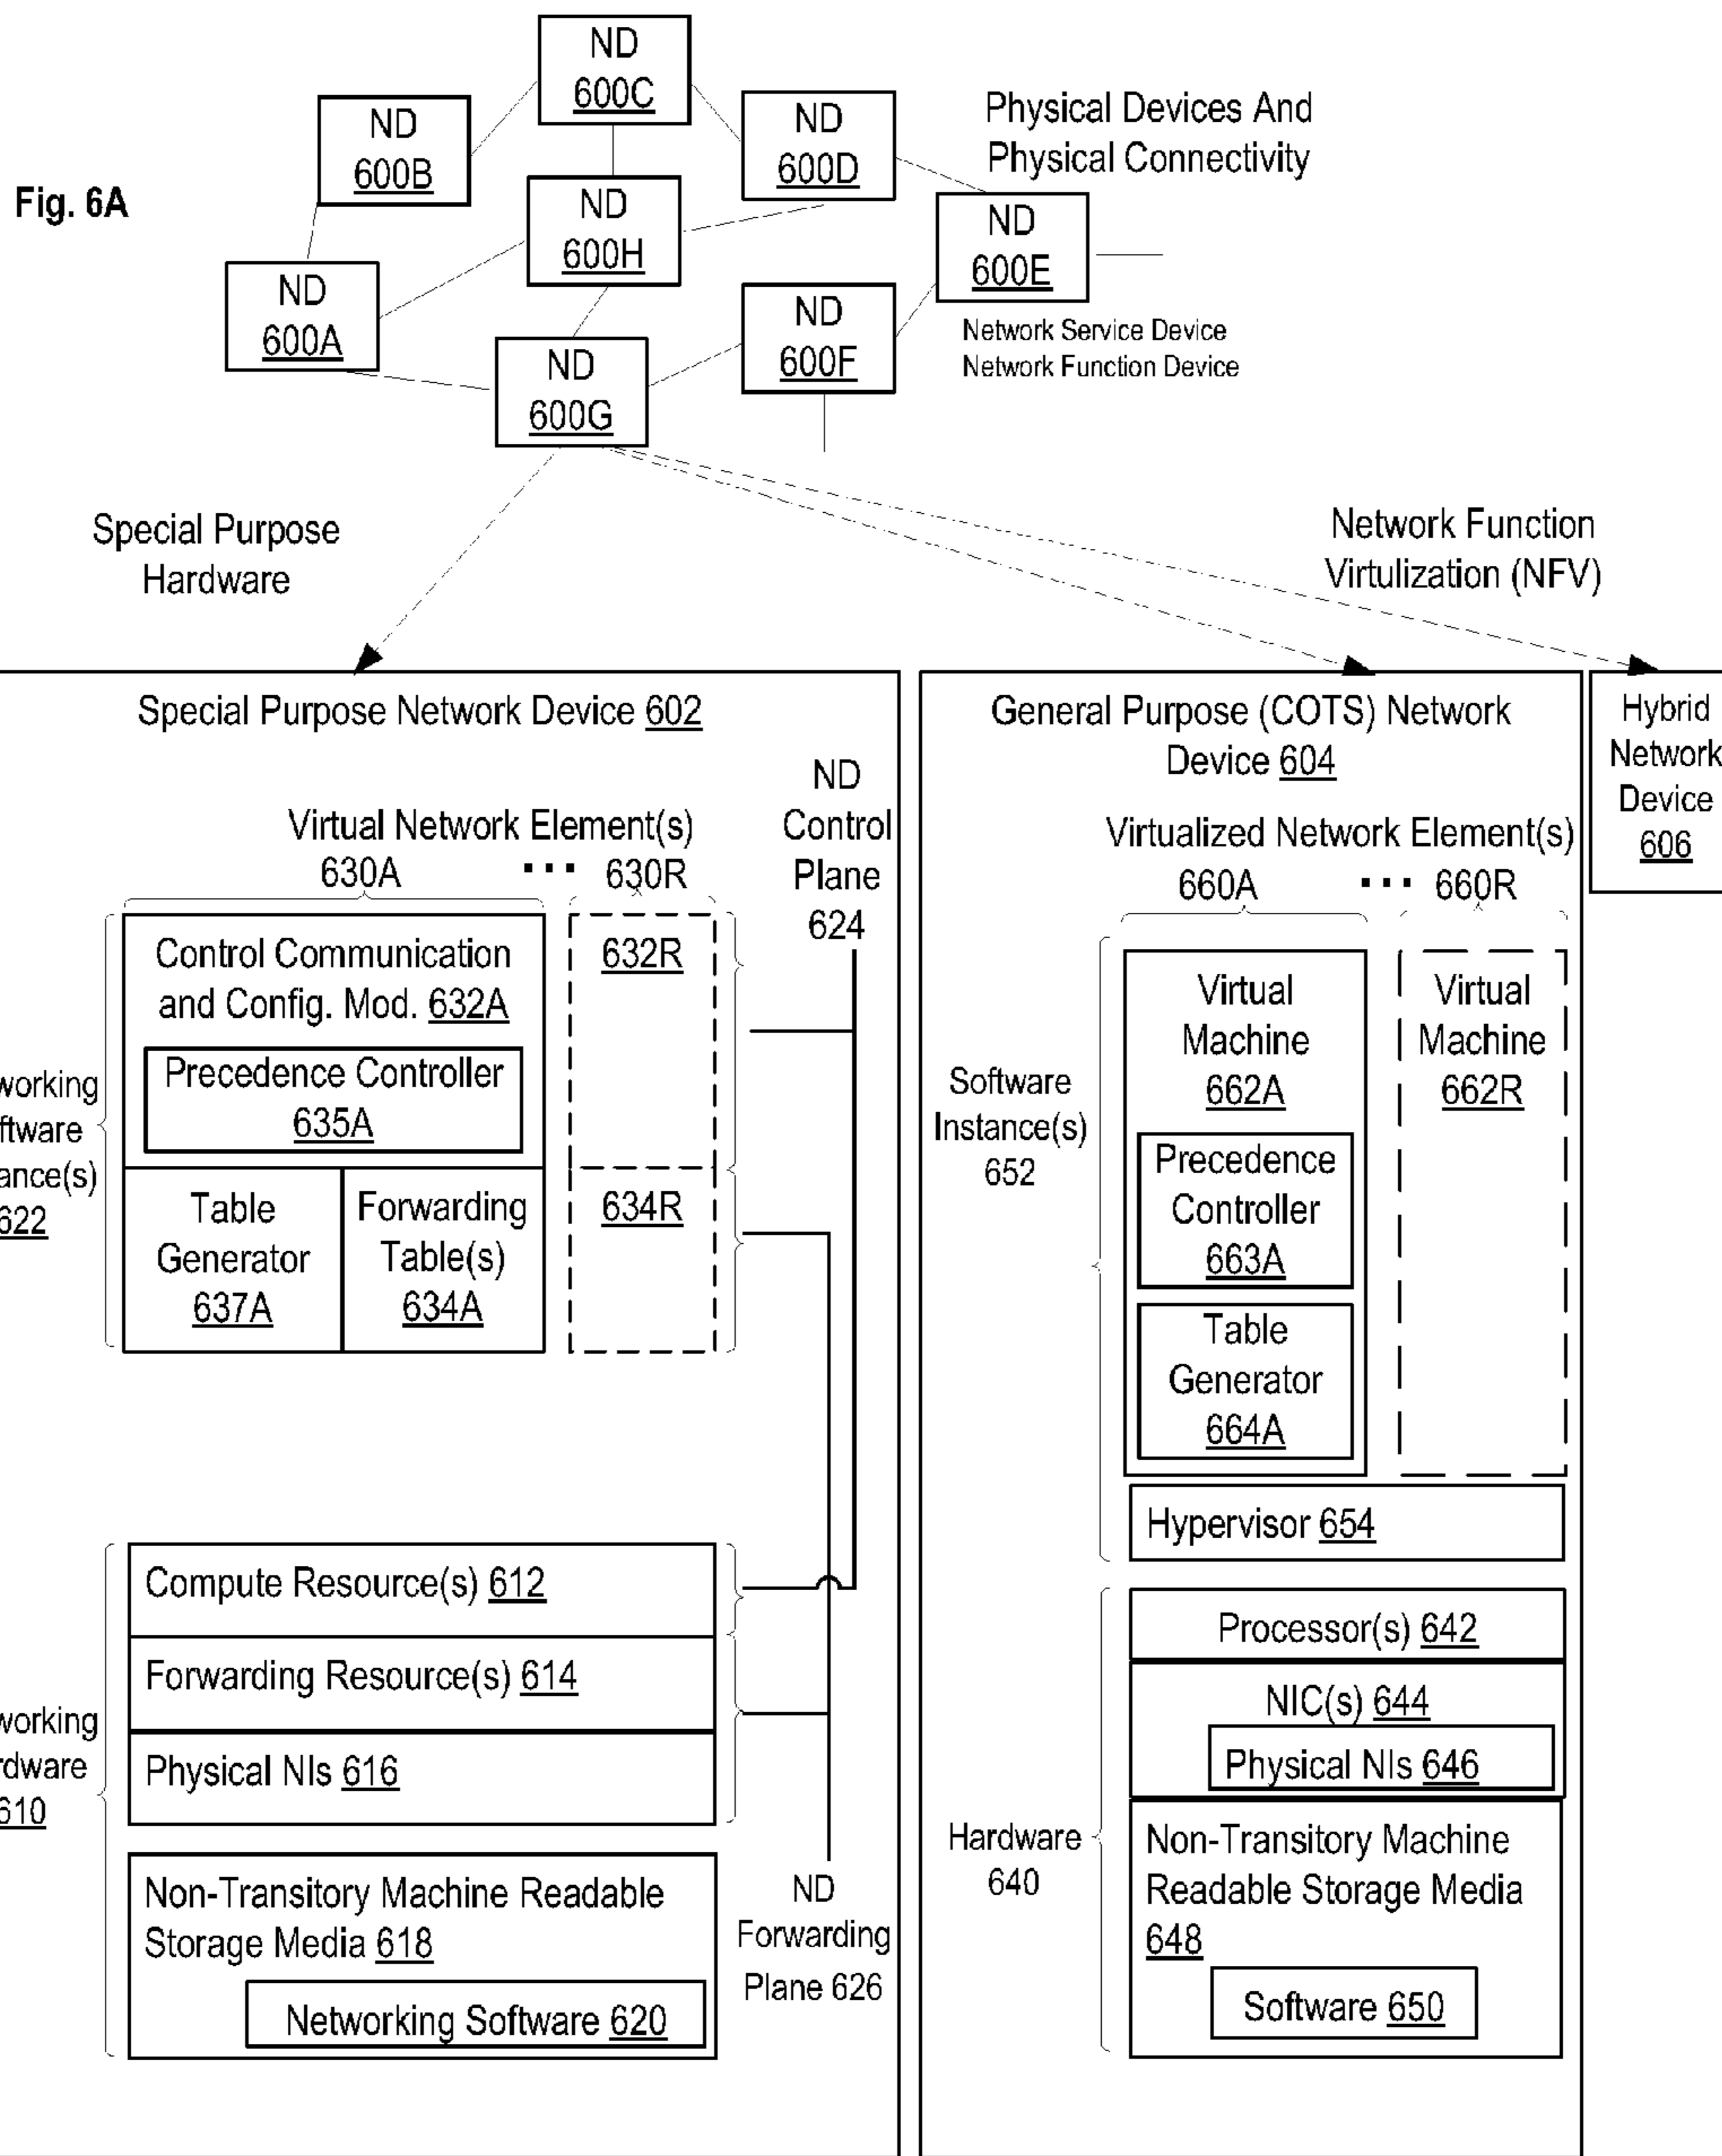 Fig. 6A
ND
600C
ND
600B
ND
600D
Physical Devices And
Physical Connectivity
ND
600H
ND
600E
ND
600A
ND
600F
Network Service Device
Network Function Device
ND
600G
Special Purpose
Hardware
Network Function
Virtulization (NFV)
Special Purpose Network Device 602
ND
Control
Plane
624
Virtual Network Element(s)
630A ... 630R
Control Communication
and Config. Mod. 632A
632R
Precedence Controller
635A
Table
Generator
637A
Forwarding
Table(s)
634A
634R
working
ftware
ance(s)
622
Compute Resource(s) 612
Forwarding Resource(s) 614
Physical NIs 616
working
rdware
610
Non-Transitory Machine Readable
Storage Media 618
Networking Software 620
ND
Forwarding
Plane 626
General Purpose (COTS) Network
Device 604
Virtualized Network Element(s)
660A ... 660R
Software
Instance(s)
652
Virtual
Machine
662A
Virtual
Machine
662R
Precedence
Controller
663A
Table
Generator
664A
Hypervisor 654
Hardware
640
Processor(s) 642
NIC(s) 644
Physical NIs 646
Non-Transitory Machine
Readable Storage Media
648
Software 650
Hybrid
Network
Device
606